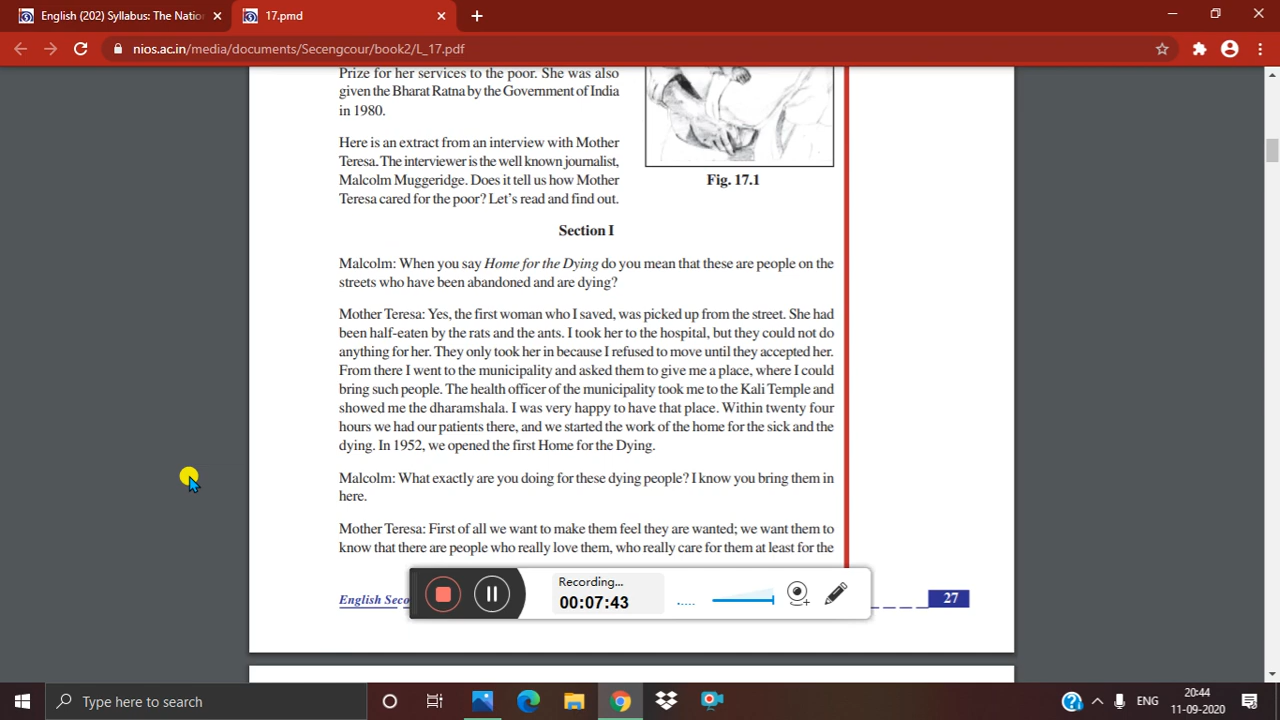 English (202) Syllabus: The Natio
17.pmd
nios.ac.in/media/documents/Secengcour/book2/L_17.pdf
Prize for her services to the poor. She was also
given the Bharat Ratna by the Government of India
in 1980.
Here is an extract from an interview with Mother
Teresa. The interviewer is the well known journalist,
Malcolm Muggeridge. Does it tell us how Mother
Teresa cared for the poor? Let's read and find out.
Fig. 17.1
Section I
Malcolm: When you say Home for the Dying do you mean that these are people on the
streets who have been abandoned and are dying?
Mother Teresa: Yes, the first woman who I saved, was picked up from the street. She had
been half-eaten by the rats and the ants. I took her to the hospital, but they could not do
anything for her. They only took her in because I refused to move until they accepted her.
From there I went to the municipality and asked them to give me a place, where I could
bring such people. The health officer of the municipality took me to the Kali Temple and
showed me the dharamshala. I was very happy to have that place. Within twenty four
hours we had our patients there, and we started the work of the home for the sick and the
dying. In 1952, we opened the first Home for the Dying.
Malcolm: What exactly are you doing for these dying people? I know you bring them in
here.
Mother Teresa: First of all we want to make them feel they are wanted; we want them to
know that there are people who really love them, who really care for them at least for the
Recording...
00:07:43
English Seco
27
Type here to search
ENG
20:44
11-09-2020